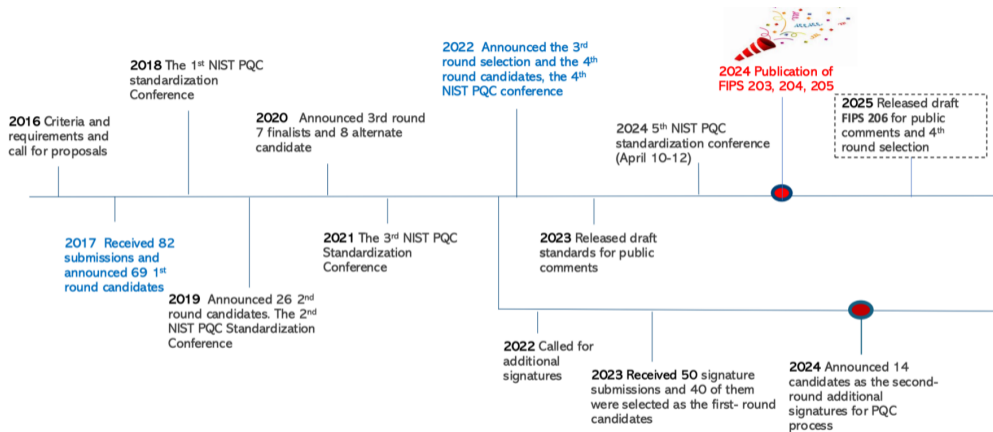 2016 Criteria and
requirements and
call for proposals
2017 Received 82
submissions and
announced 69 1st
round candidates
2018 The 1st NIST PQC
standardization
Conference
2019 Announced 26 2nd
round candidates. The 2nd
NIST PQC Standardization
Conference
2020 Announced 3rd round
7 finalists and 8 alternate
candidate
2021 The 3rd NIST PQC
Standardization
Conference
2022 Announced the 3rd
round selection and the 4th
round candidates, the 4th
NIST PQC conference
2023 Released draft
standards for public
comments
2024 5th NIST PQC
standardization conference
(April 10-12)
2024 Publication of
FIPS 203, 204, 205
2025 Released draft
FIPS 206 for public
comments and 4th
round selection
2022 Called for
additional
signatures
2023 Received 50 signature
submissions and 40 of them
were selected as the first- round
candidates
2024 Announced 14
candidates as the second-
round additional
signatures for PQC
process